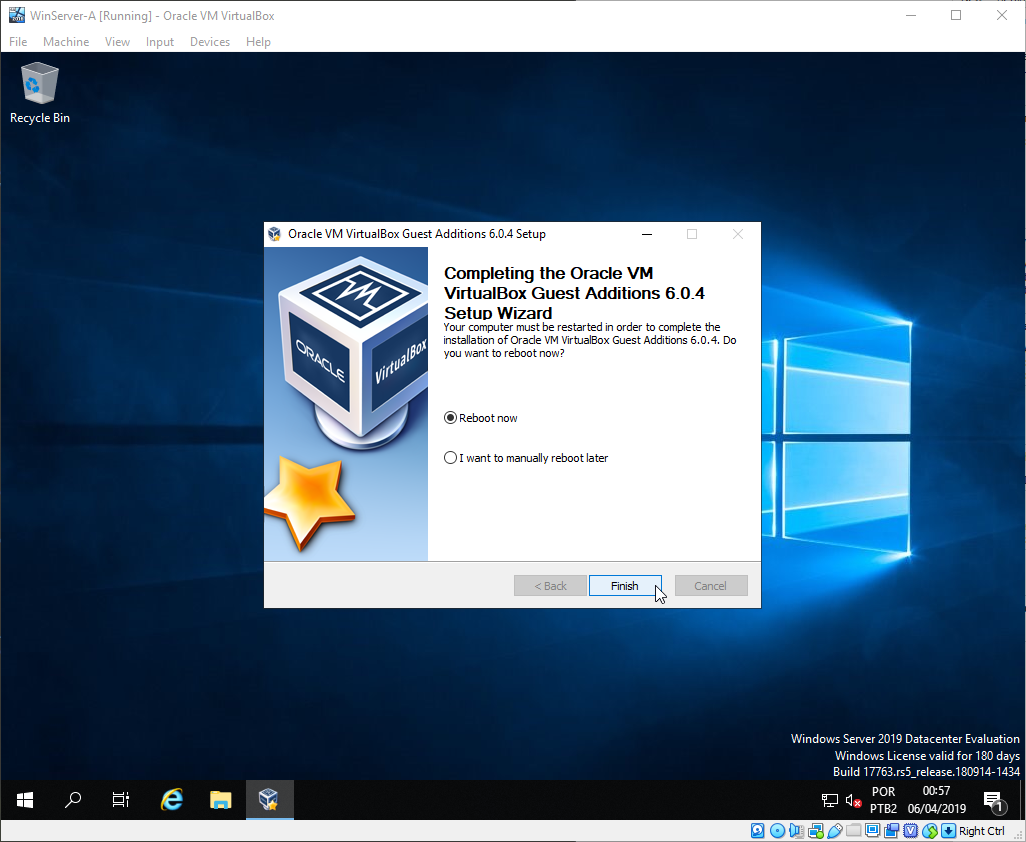 WinServer-A [Running] - Oracle VM VirtualBox
File Machine View Input Devices Help
Recycle Bin
Oracle VM VirtualBox Guest Additions 6.0.4 Setup
ORACLE
VirtualBox
Completing the Oracle VM
VirtualBox Guest Additions 6.0.4
Setup Wizard
Your computer must be restarted in order to complete the
installation of Oracle VM VirtualBox Guest Additions 6.0.4. Do
you want to reboot now?
Reboot now
I want to manually reboot later
< Back Finish Cancel
Windows Server 2019 Datacenter Evaluation
Windows License valid for 180 days
Build 17763.rs5_release.180914-1434
POR 00:57
PTB2 06/04/2019
1
Right Ctrl